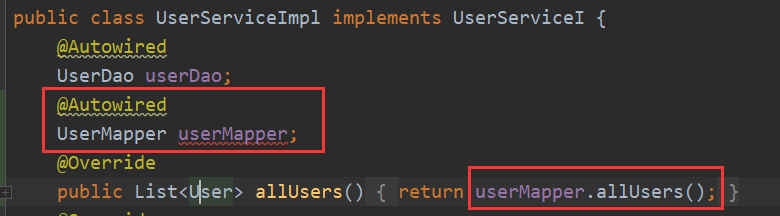 public class UserServiceImpl implements UserServiceI {
@Autowired
UserDao userDao;
@Autowired
UserMapper userMapper;
@Override
public List<User> allUsers() { return userMapper.allUsers(); }